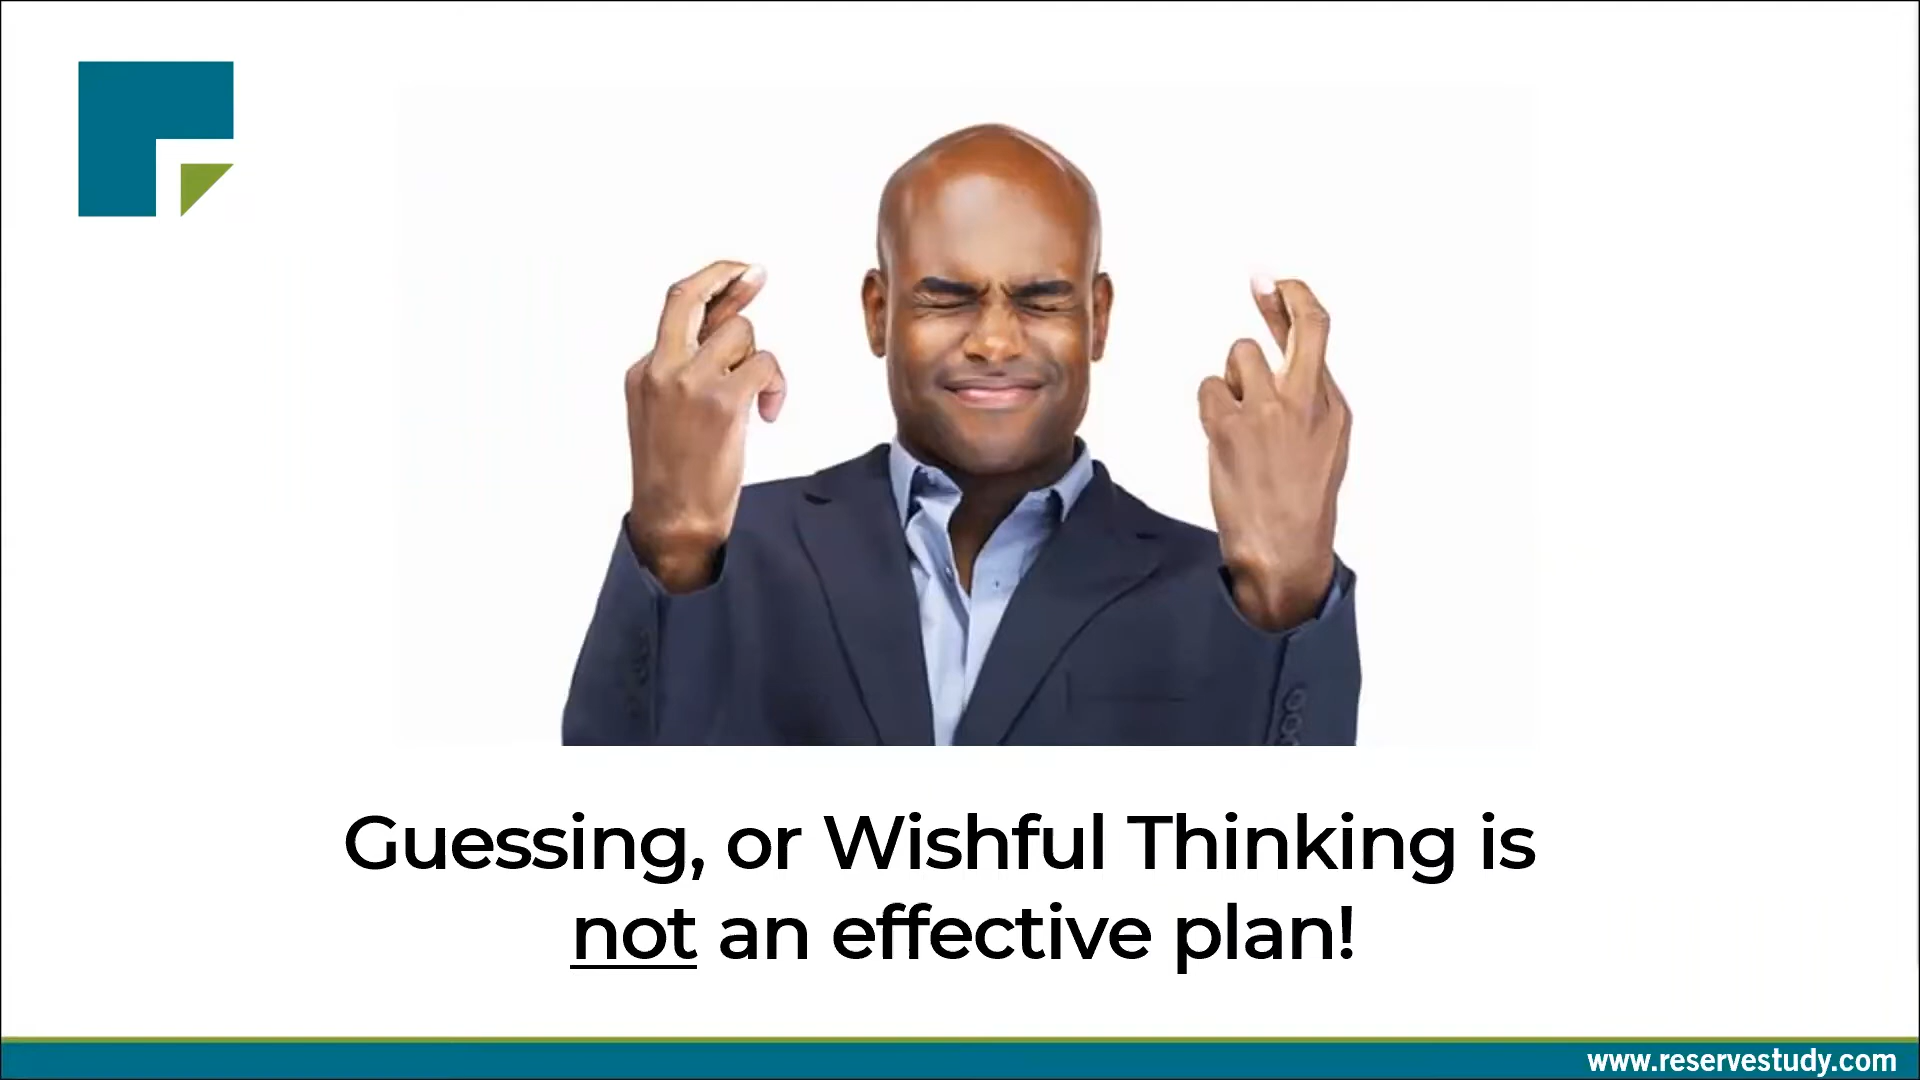 Guessing, or Wishful Thinking is
not an effective plan!
www.reservestudy.com